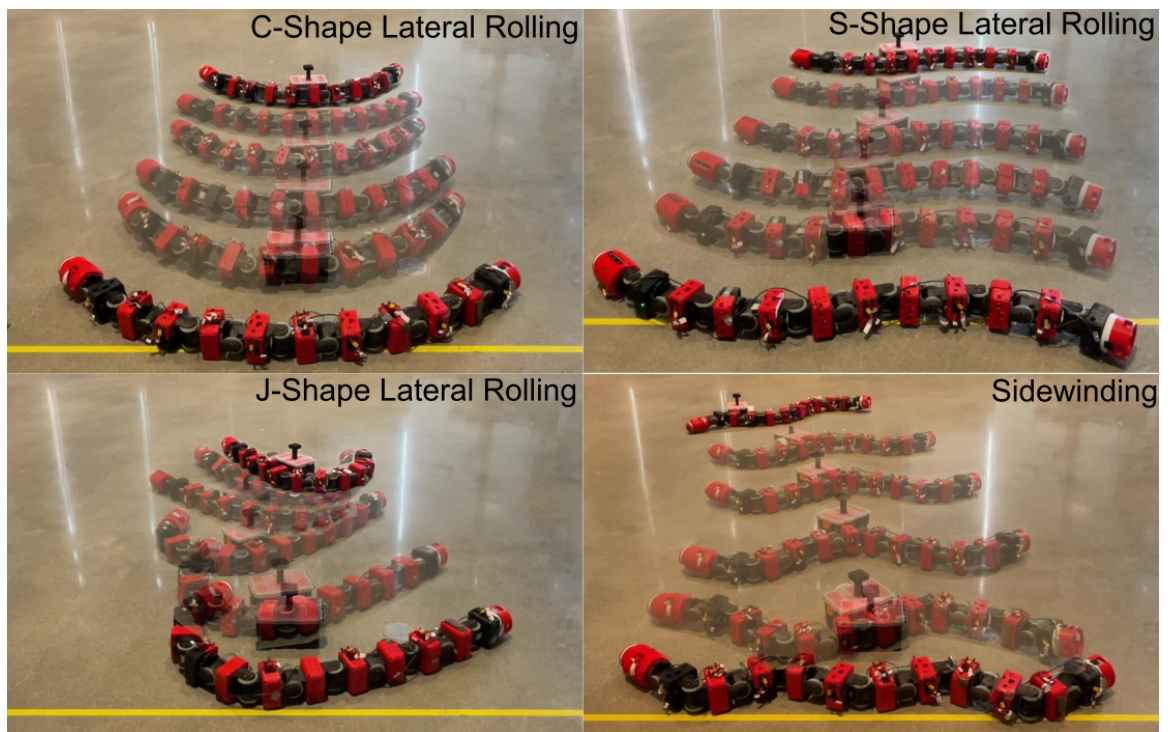 C-Shape Lateral Rolling
S-Shape Lateral Rolling
J-Shape Lateral Rolling
Sidewinding